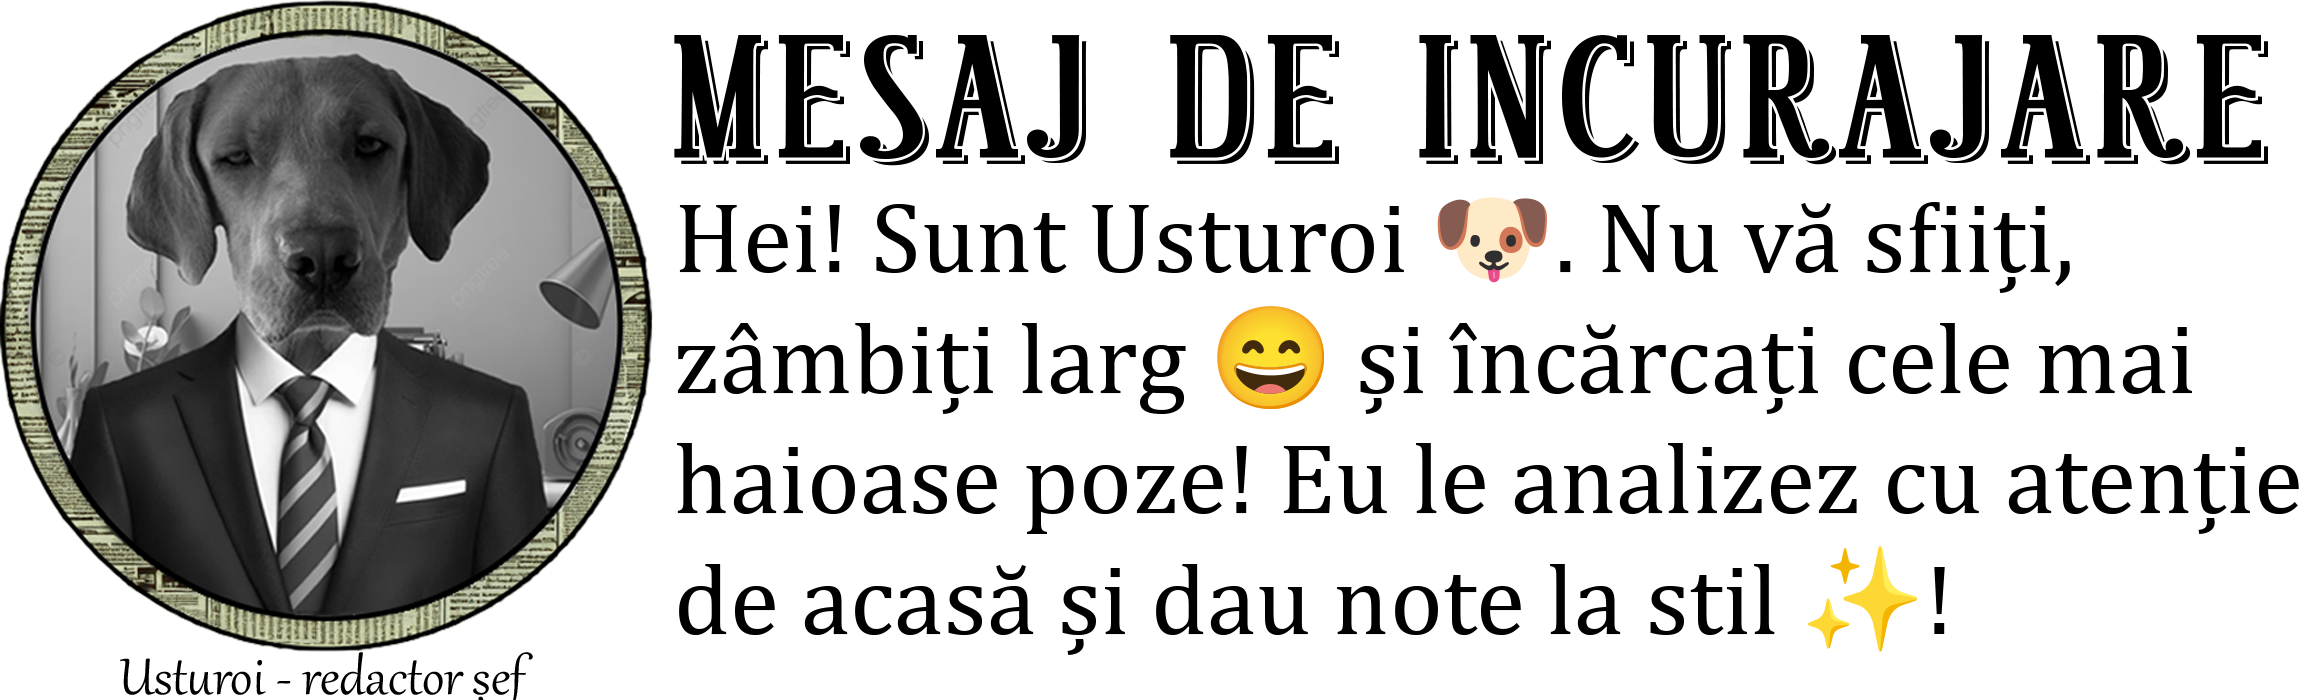 MESAJ DE INCURAJARE
Hei! Sunt Usturoi 🐶. Nu vă sfiiți,
zâmbiți larg 😄 și încărcați cele mai
haioase poze! Eu le analizez cu atenție
de acasă și dau note la stil ✨!
Usturoi - redactor șef